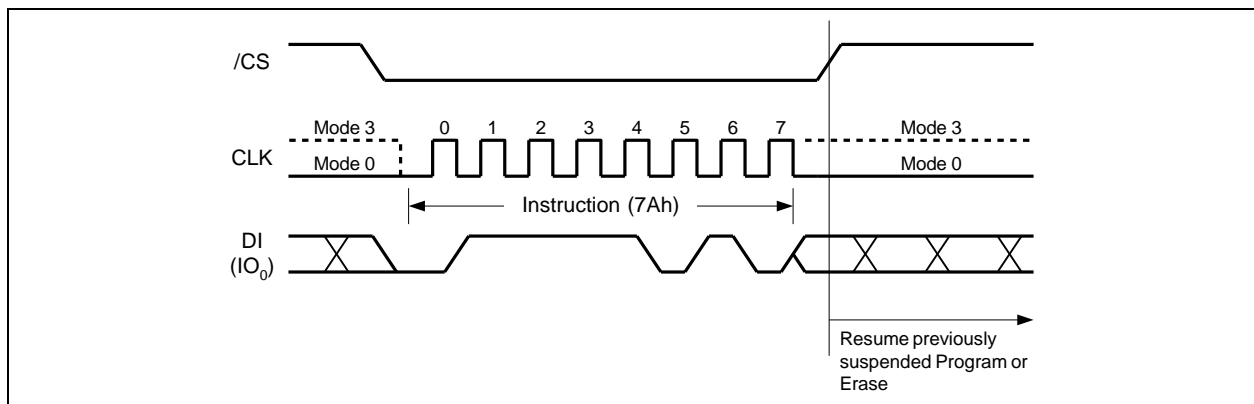 /CS
Mode 3
0 1 2 3 4 5 6 7
Mode 3
CLK
Mode 0
Mode 0
Instruction (7Ah)
DI
(IO0)
Resume previously
suspended Program or
Erase